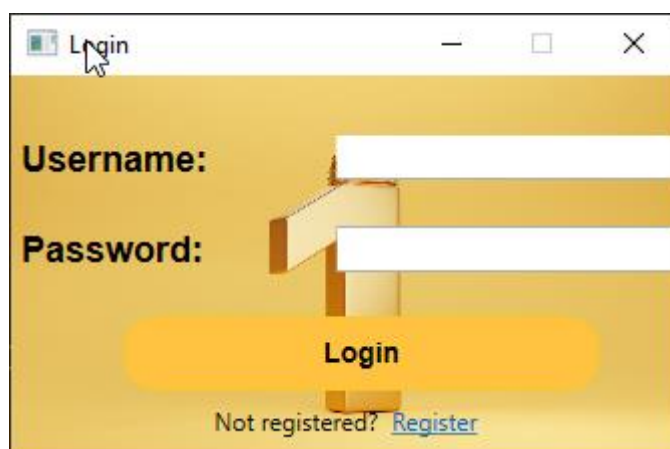 Login
Username:
Password:
Login
Not registered? Register